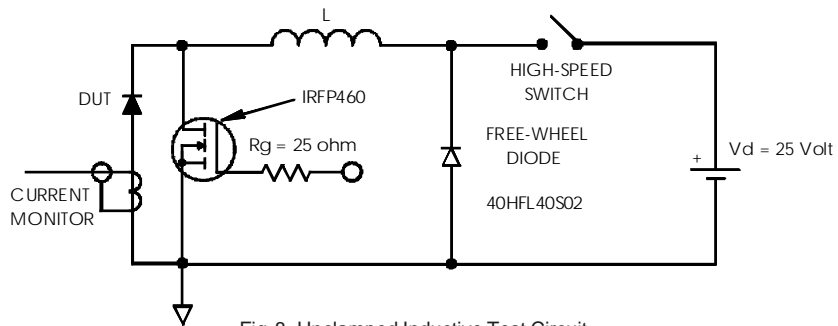 L
HIGH-SPEED
SWITCH
DUT
IRFP460
Rg = 25 ohm
FREE-WHEEL
DIODE
40HFL40S02
+
Vd = 25 Volt
CURRENT
MONITOR
Fig. 8 - Unclamped Inductive Test Circuit